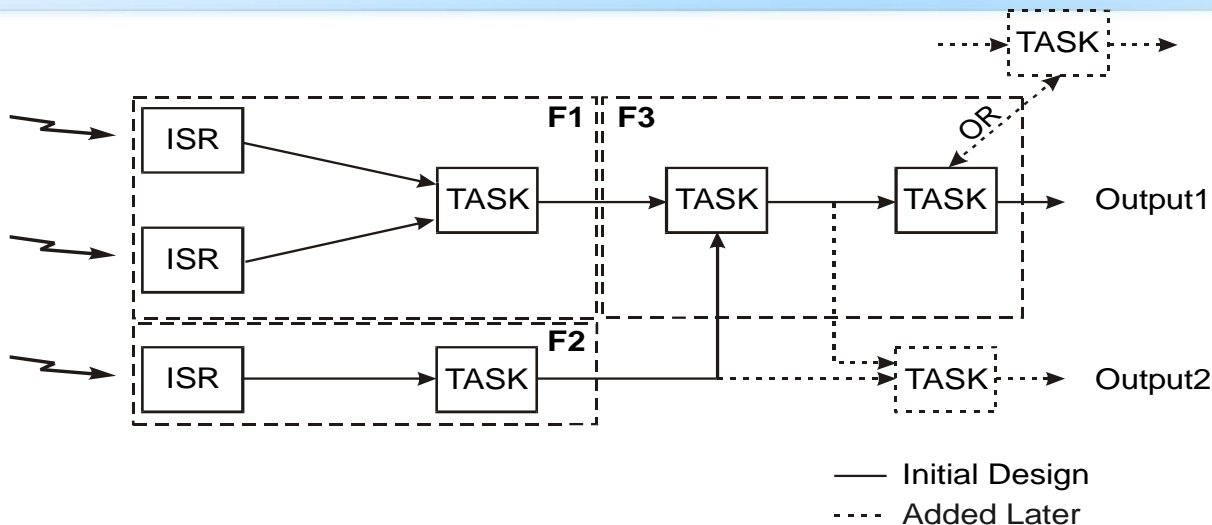 TASK
OR
F1
F3
ISR
TASK
TASK
TASK
Output1
ISR
F2
ISR
TASK
TASK
Output2
Initial Design
Added Later